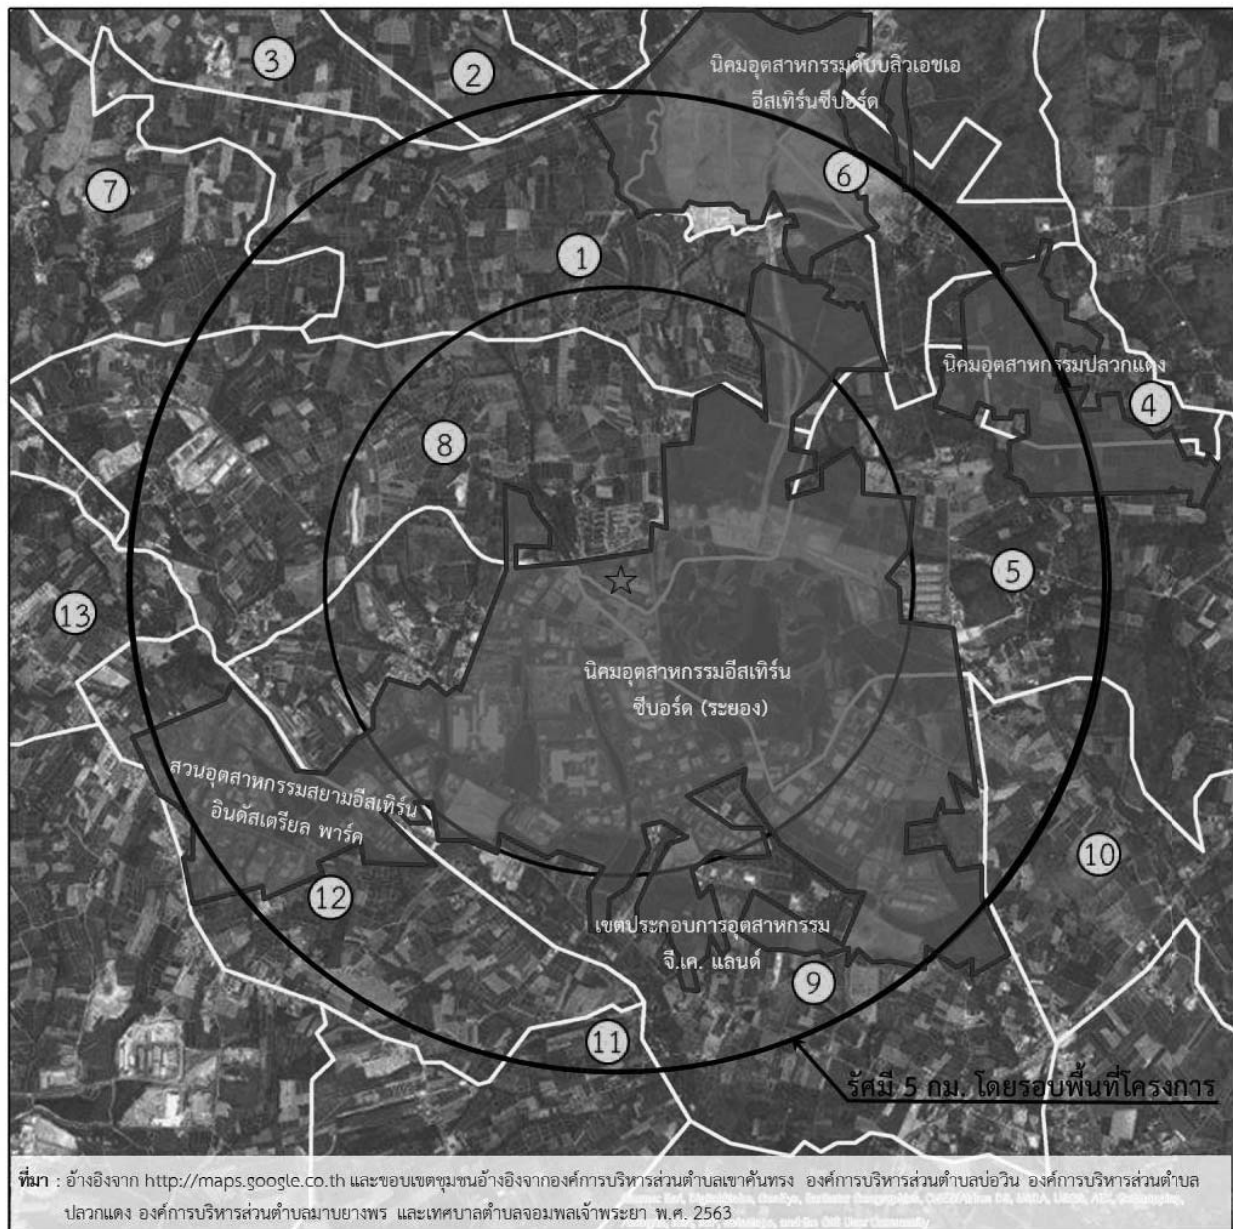 นิคมอุตสาหกรรมดับบลิวเอชเอ
อีสเทิร์นซีบอร์ด
3
2
7
6
1
นิคมอุตสาหกรรมปลวกแดง
4
8
5
13
นิคมอุตสาหกรรมอีสเทิร์น
ซีบอร์ด (ระยอง)
สวนอุตสาหกรรมสยามอีสเทิร์น
อินดัสเตรียล พาร์ค
10
12
เขตประกอบการอุตสาหกรรม
จี.เค. แลนด์
9
11
รัศมี 5 กม. โดยรอบพื้นที่โครงการ
ที่มา : อ้างอิงจาก http://maps.google.co.th และขอบเขตชุมชนอ้างอิงจากองค์การบริหารส่วนตำบลเขาคันทรง องค์การบริหารส่วนตำบลบ่อวิน องค์การบริหารส่วนตำบล
ปลวกแดง องค์การบริหารส่วนตำบลมาบยางพร และเทศบาลตำบลจอมพลเจ้าพระยา พ.ศ. 2563